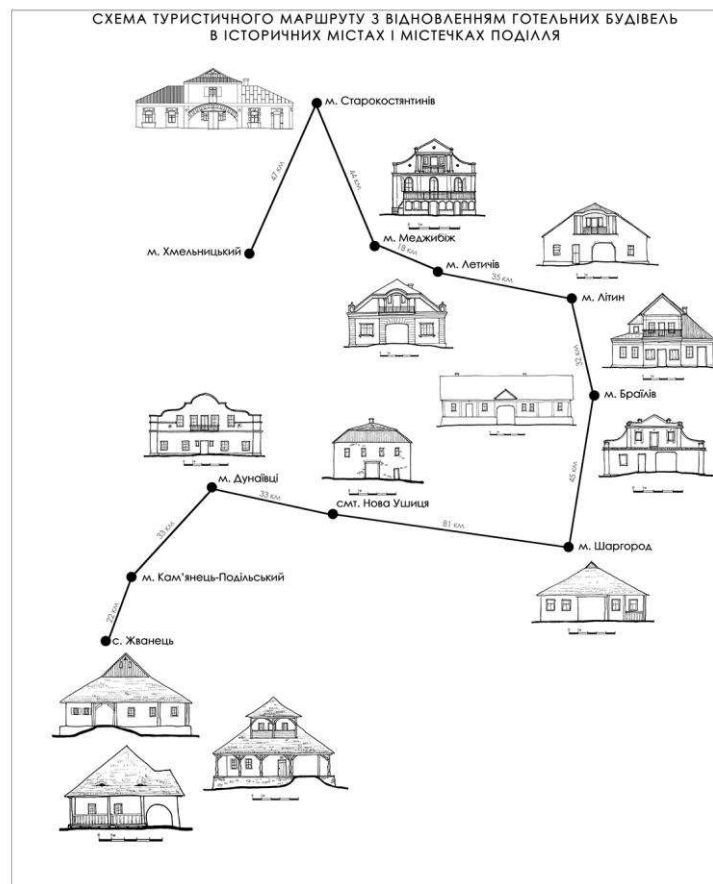 СХЕМА ТУРИСТИЧНОГО МАРШРУТУ З ВІДНОВЛЕННЯМ ГОТЕЛЬНИХ БУДІВЕЛЬ
В ІСТОРИЧНИХ МІСТАХ І МІСТЕЧКАХ ПОДІЛЛЯ
м. Старокостянтинів
47 км
44 км
м. Хмельницький
м. Меджибіж
18 км
м. Летичів
35 км
м. Літин
32 км
м. Браїлів
45 км
м. Дунаївці
33 км
смт. Нова Ушиця
81 км
м. Шаргород
33 км
м. Кам'янець-Подільський
22 км
с. Жванець